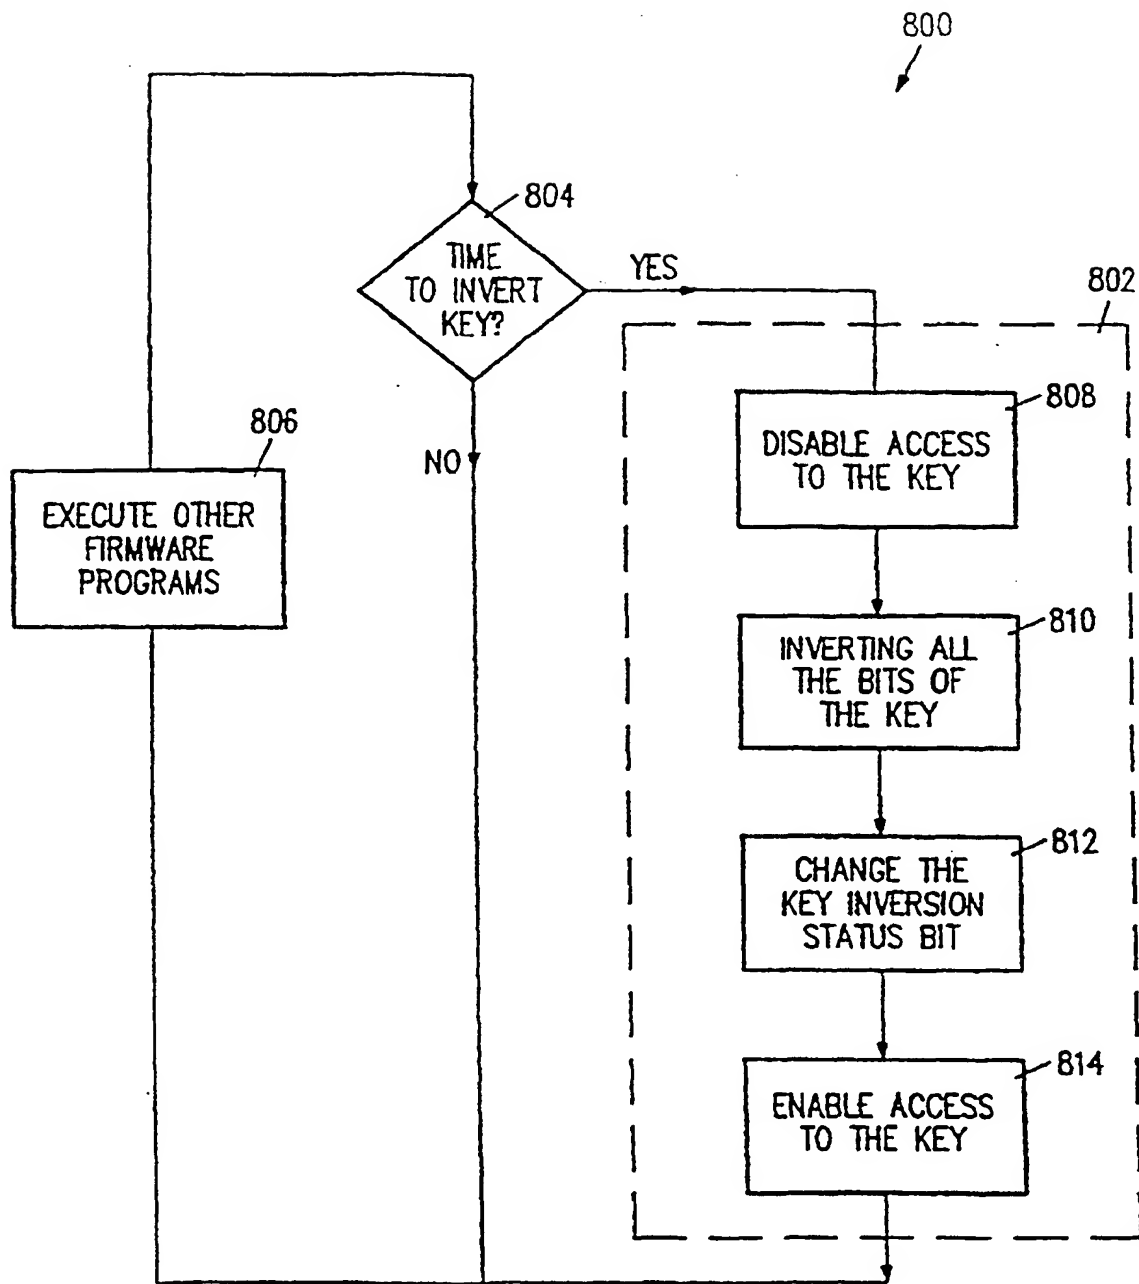 800
804
TIME
TO INVERT
KEY?
YES
802
808
DISABLE ACCESS
TO THE KEY
806
NO
EXECUTE OTHER
FIRMWARE
PROGRAMS
810
INVERTING ALL
THE BITS OF
THE KEY
812
CHANGE THE
KEY INVERSION
STATUS BIT
814
ENABLE ACCESS
TO THE KEY